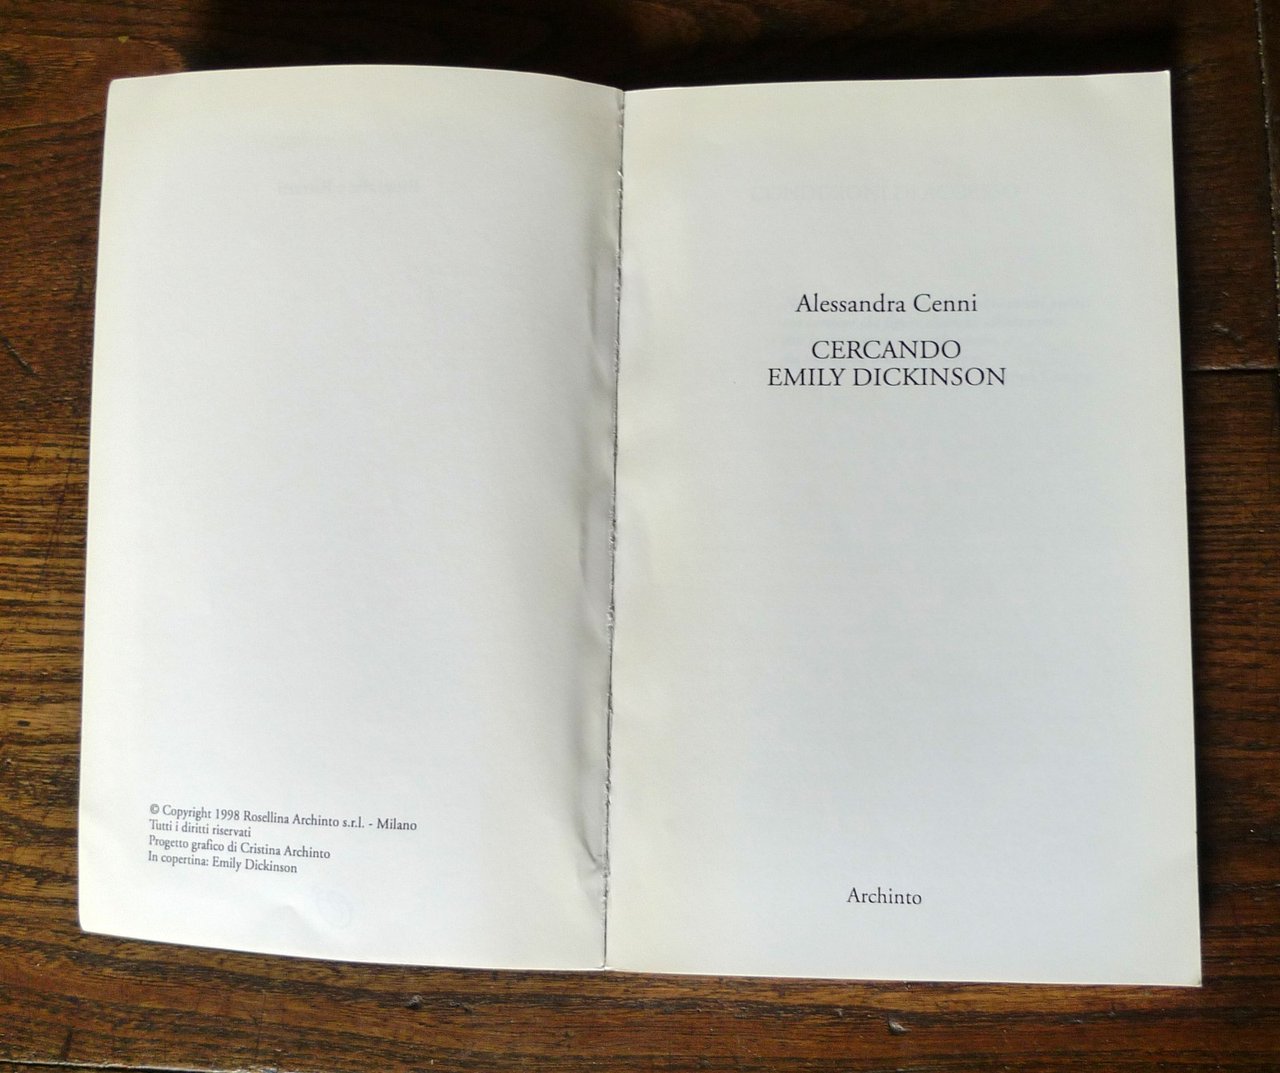 © Copyright 1998 Rosellina Archinto s.r.l. - Milano
Tutti i diritti riservati
Progetto grafico di Cristina Archinto
In copertina: Emily Dickinson
Alessandra Cenni
CERCANDO
EMILY DICKINSON
Archinto